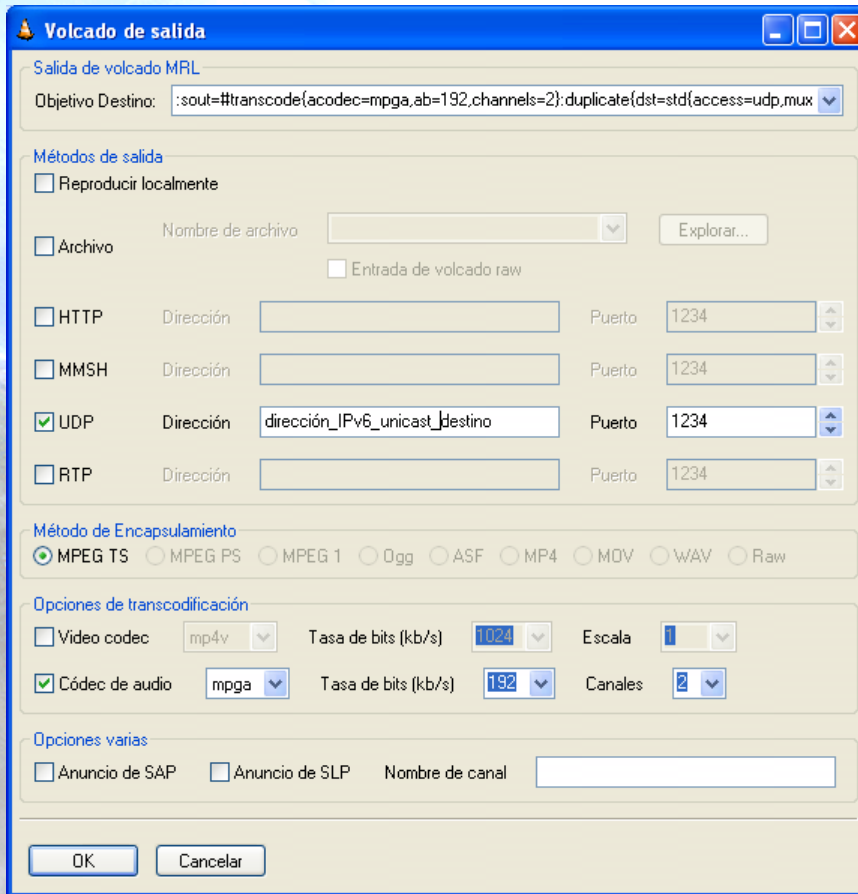 Volcado de salida
Salida de volcado MRL
Objetivo Destino: :sout=#transcode{acodec=mpga,ab=192,channels=2}:duplicate{dst=std{access=udp,mux
Métodos de salida
Reproducir localmente
Archivo Nombre de archivo Explorar...
Entrada de volcado raw
HTTP Dirección Puerto 1234
MMSH Dirección Puerto 1234
UDP Dirección dirección_IPv6_unicast_destino Puerto 1234
RTP Dirección Puerto 1234
Método de Encapsulamiento
MPEG TS MPEG PS MPEG 1 Ogg ASF MP4 MOV WAV Raw
Opciones de transcodificación
Video codec mp4v Tasa de bits (kb/s) 1024 Escala 1
Códec de audio mpga Tasa de bits (kb/s) 192 Canales 2
Opciones varias
Anuncio de SAP Anuncio de SLP Nombre de canal
OK Cancelar